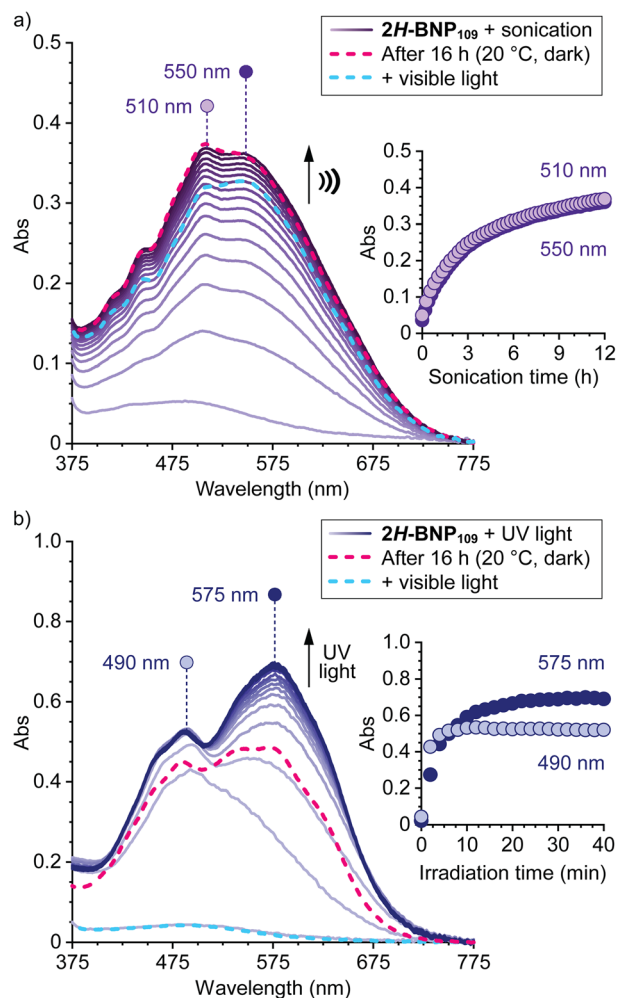 a)
2H-BNP109 + sonication
After 16 h (20 °C, dark)
+ visible light
550 nm
510 nm
0.5
0.4
0.3
0.2
0.1
0
Abs
375
475
575
675
775
Wavelength (nm)
0.5
0.4
0.3
0.2
0.1
0
Abs
510 nm
550 nm
0
3
6
9
12
Sonication time (h)
b)
2H-BNP109 + UV light
After 16 h (20 °C, dark)
+ visible light
575 nm
490 nm
UV
light
1.0
0.8
0.6
0.4
0.2
0
Abs
375
475
575
675
775
Wavelength (nm)
1.0
0.8
0.6
0.4
0.2
0
Abs
575 nm
490 nm
0
10
20
30
40
Irradiation time (min)